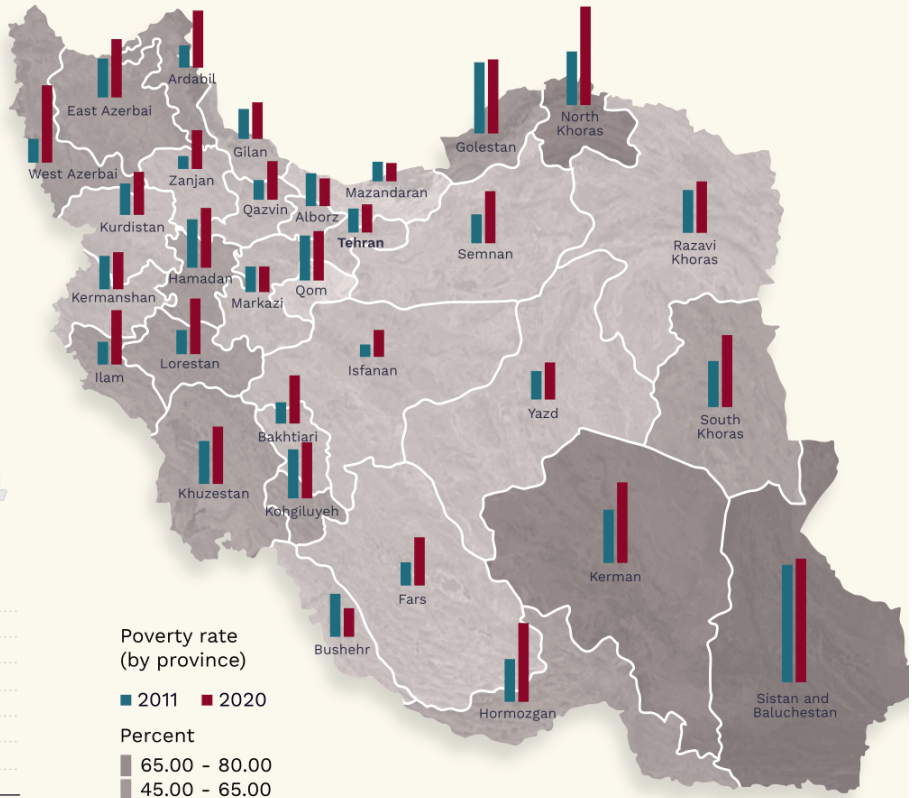 Ardabil
East Azerbai
West Azerbai
Gilan
Zanjan
Qazvin
Alborz
Mazandaran
Golestan
North
Khoras
Kurdistan
Tehran
Semnan
Razavi
Khoras
Hamadan
Kermanshan
Markazi
Qom
Ilam
Lorestan
Isfanan
Yazd
South
Khoras
Bakhtiari
Khuzestan
Kohgiluyeh
Kerman
Fars
Bushehr
Hormozgan
Sistan and
Baluchestan
Poverty rate
(by province)
2011 2020
Percent
65.00 - 80.00
45.00 - 65.00